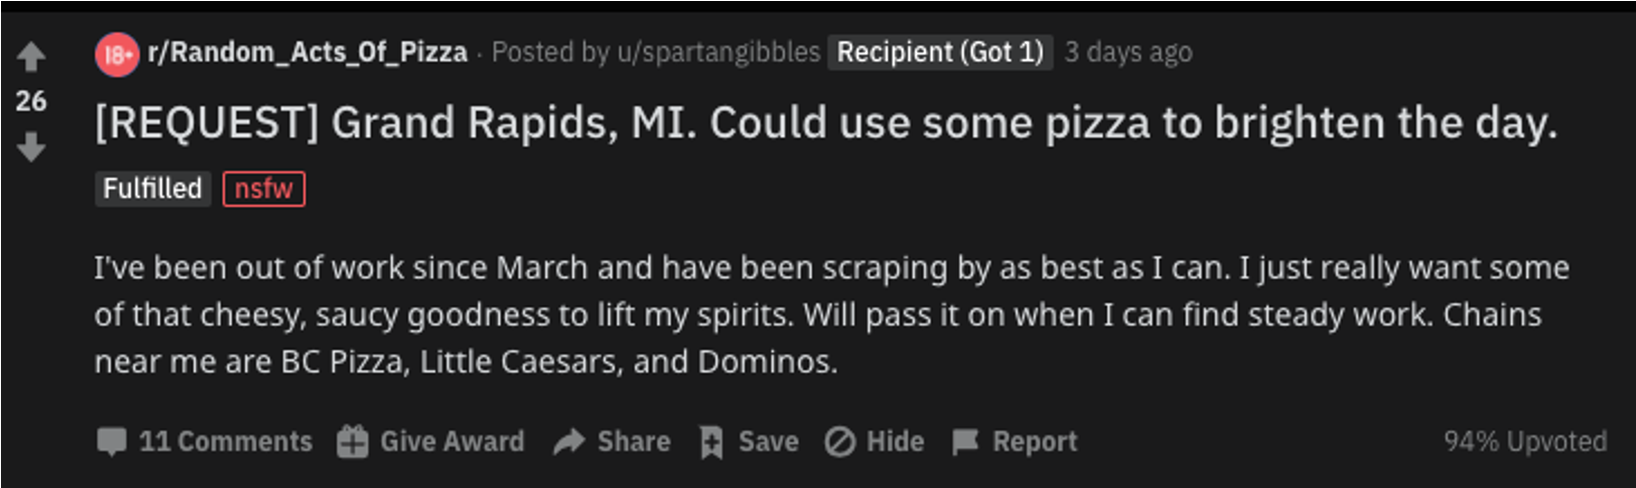 18+ r/Random_Acts_Of_Pizza · Posted by u/spartangibbles Recipient (Got 1) 3 days ago
26
[REQUEST] Grand Rapids, MI. Could use some pizza to brighten the day.
Fulfilled nsfw
I've been out of work since March and have been scraping by as best as I can. I just really want some
of that cheesy, saucy goodness to lift my spirits. Will pass it on when I can find steady work. Chains
near me are BC Pizza, Little Caesars, and Dominos.
11 Comments Give Award Share Save Hide Report 94% Upvoted